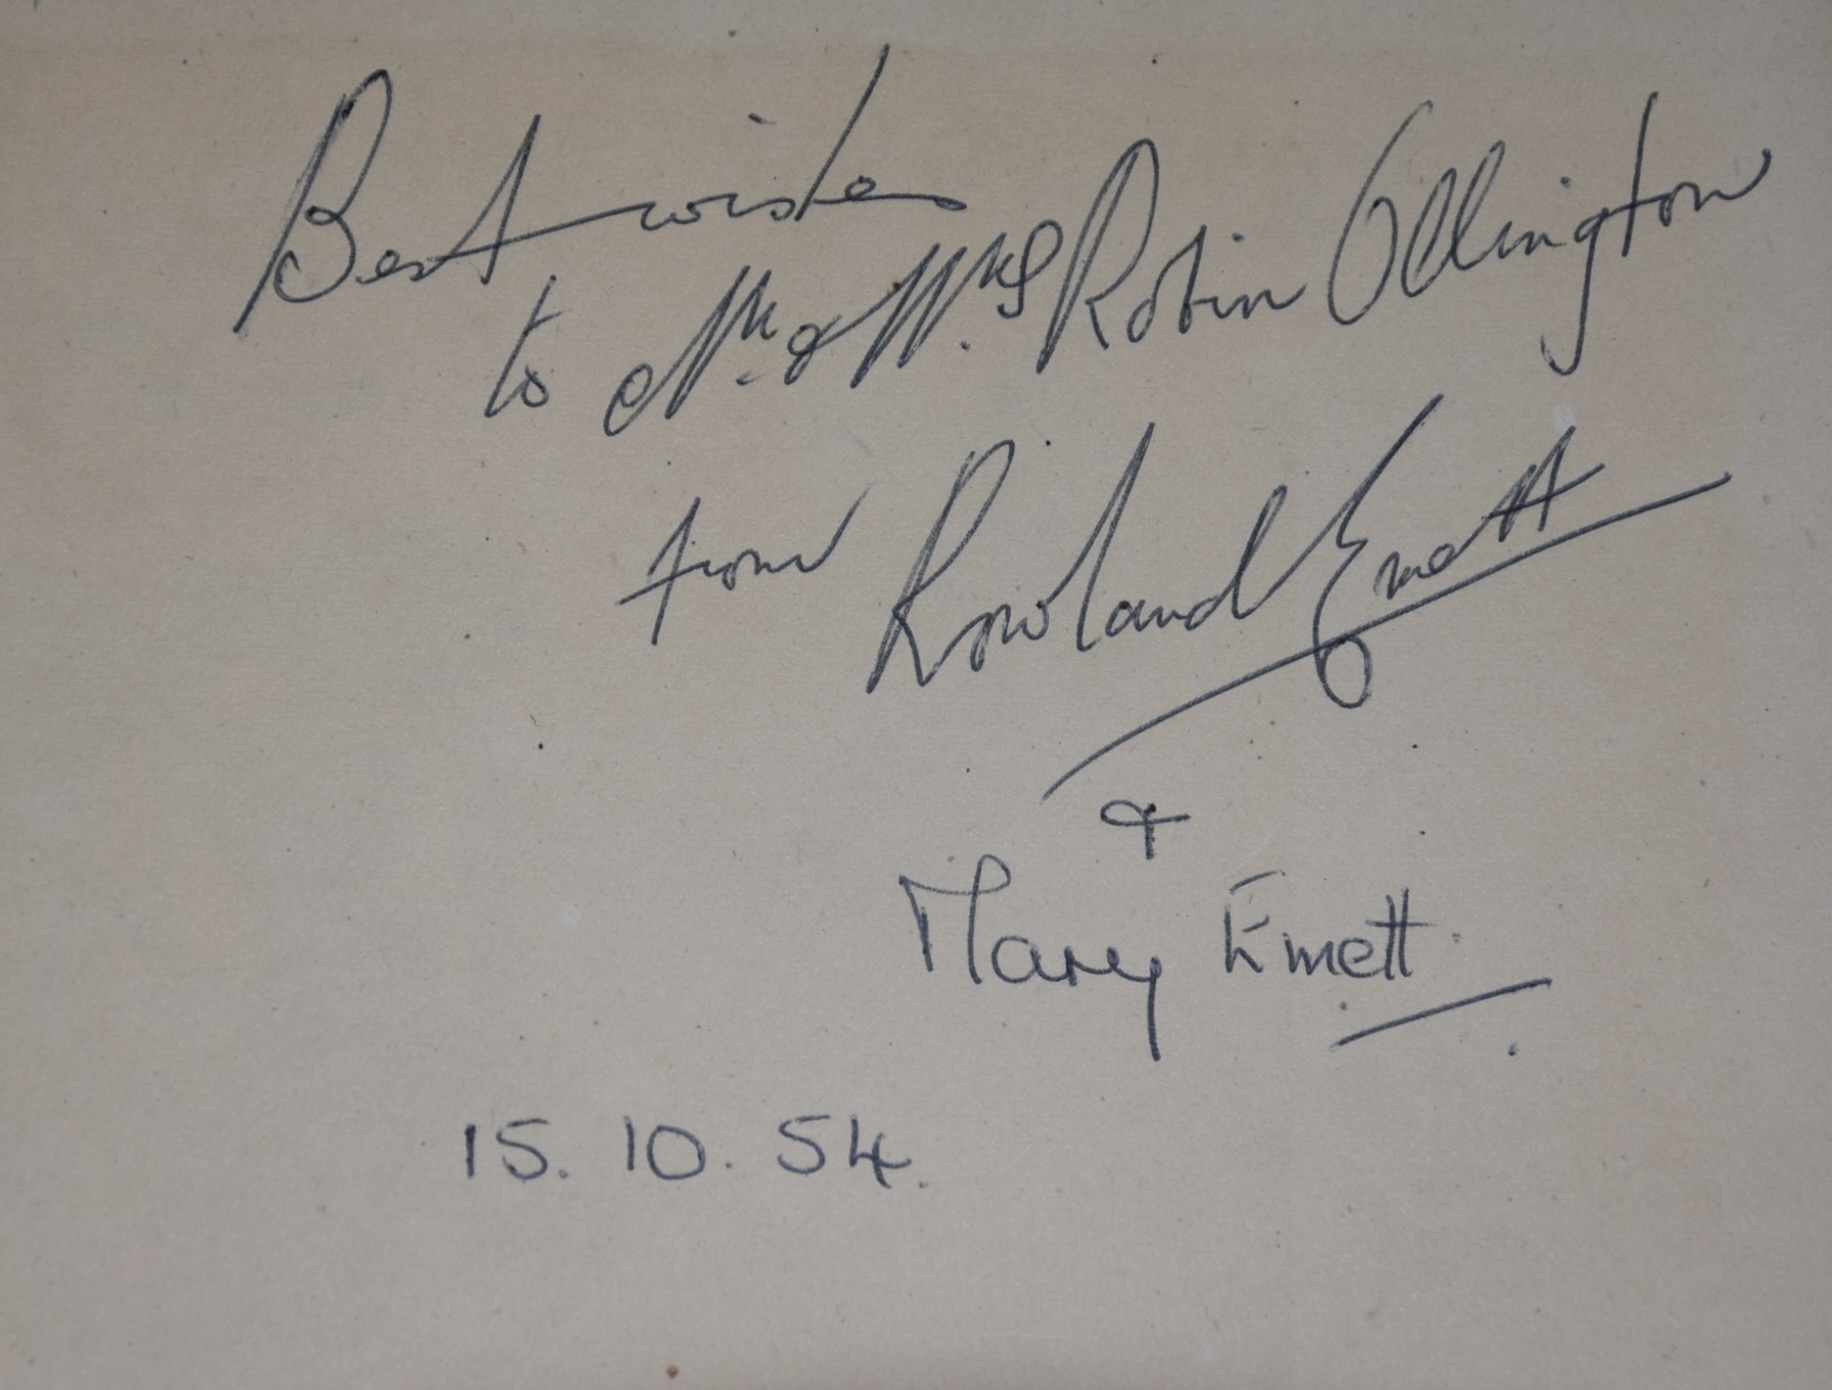 Best wishes
to Mr. & Mrs. Robin Ollington
from Rowland Emett
&
Mary Emett.
15. 10. 54.